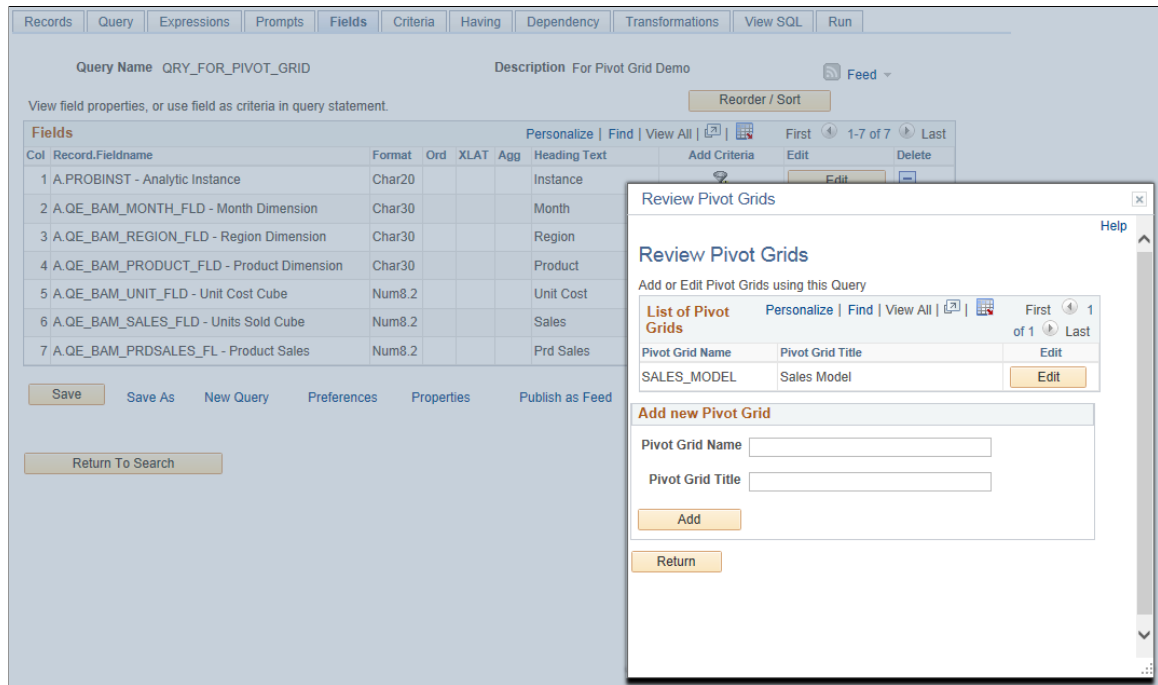 Records Query Expressions Prompts Fields Criteria Having Dependency Transformations View SQL Run
Query Name QRY_FOR_PIVOT_GRID Description For Pivot Grid Demo Feed
View field properties, or use field as criteria in query statement. Reorder / Sort
Fields Personalize | Find | View All | | First 1-7 of 7 Last
Col Record.Fieldname Format Ord XLAT Agg Heading Text Add Criteria Edit Delete
1 A.PROBINST - Analytic Instance Char20 Instance Edit
2 A.QE_BAM_MONTH_FLD - Month Dimension Char30 Month
3 A.QE_BAM_REGION_FLD - Region Dimension Char30 Region
4 A.QE_BAM_PRODUCT_FLD - Product Dimension Char30 Product
5 A.QE_BAM_UNIT_FLD - Unit Cost Cube Num8.2 Unit Cost
6 A.QE_BAM_SALES_FLD - Units Sold Cube Num8.2 Sales
7 A.QE_BAM_PRDSALES_FL - Product Sales Num8.2 Prd Sales
Save Save As New Query Preferences Properties Publish as Feed
Return To Search
Review Pivot Grids
Help
Review Pivot Grids
Add or Edit Pivot Grids using this Query
List of Pivot Grids Personalize | Find | View All | | First 1 of 1 Last
Pivot Grid Name Pivot Grid Title Edit
SALES_MODEL Sales Model Edit
Add new Pivot Grid
Pivot Grid Name
Pivot Grid Title
Add
Return